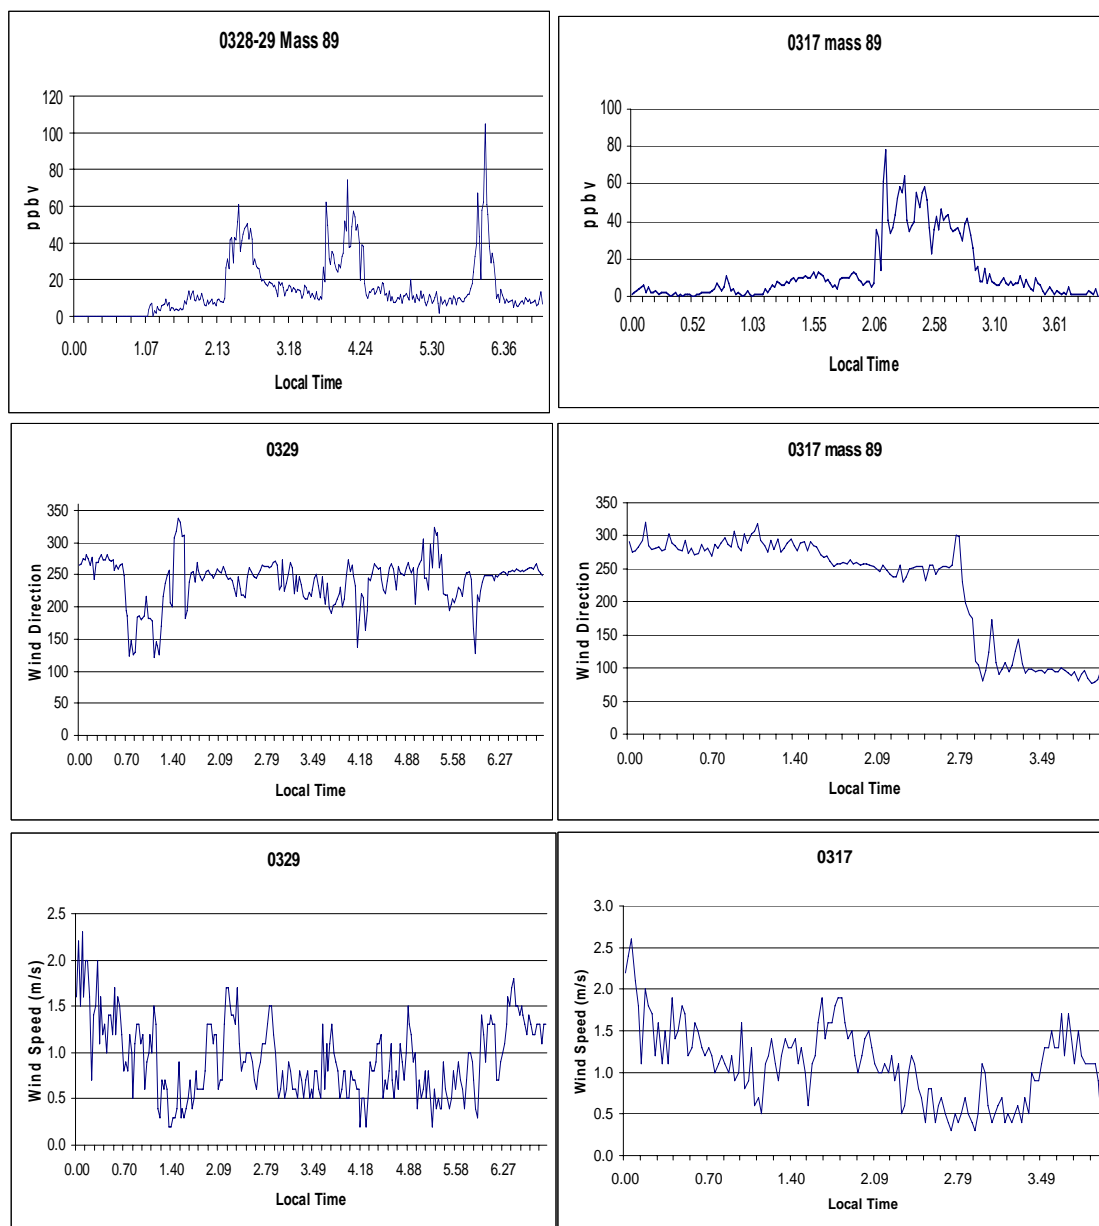 0328-29 Mass 89
120
100
80
60
40
20
0
ppbv
0.00 1.07 2.13 3.18 4.24 5.30 6.36
Local Time
0317 mass 89
100
80
60
40
20
0
ppbv
0.00 0.52 1.03 1.55 2.06 2.58 3.10 3.61
Local Time
0329
350
300
250
200
150
100
50
0
Wind Direction
0.00 0.70 1.40 2.09 2.79 3.49 4.18 4.88 5.58 6.27
Local Time
0317 mass 89
350
300
250
200
150
100
50
0
Wind Direction
0.00 0.70 1.40 2.09 2.79 3.49
Local Time
0329
2.5
2.0
1.5
1.0
0.5
0.0
Wind Speed (m/s)
0.00 0.70 1.40 2.09 2.79 3.49 4.18 4.88 5.58 6.27
Local Time
0317
3.0
2.5
2.0
1.5
1.0
0.5
0.0
Wind Speed (m/s)
0.00 0.70 1.40 2.09 2.79 3.49
Local Time